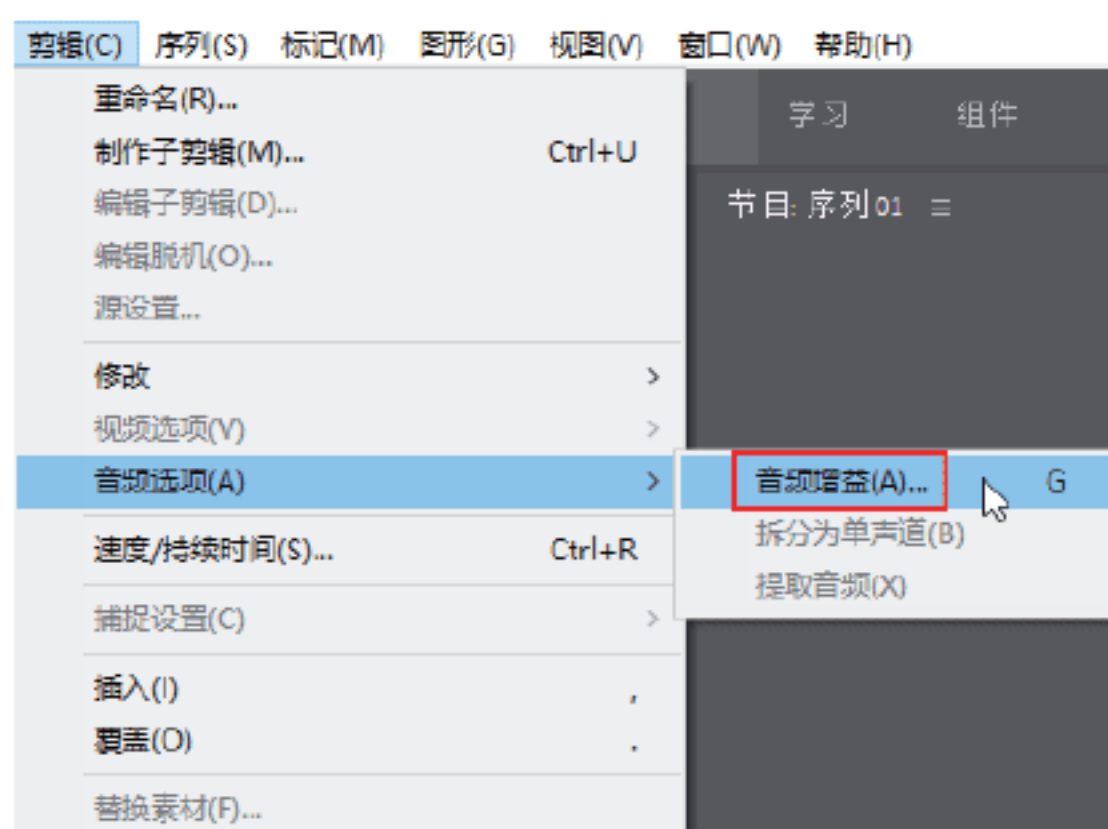 剪辑(C) 序列(S) 标记(M) 图形(G) 视图(V) 窗口(W) 帮助(H)
重命名(R)...
学习 组件
制作子剪辑(M)... Ctrl+U
编辑子剪辑(D)...
节目: 序列 01
编辑脱机(O)...
源设置...
修改
视频选项(V)
音频选项(A)
音频增益(A)... G
拆分为单声道(B)
速度/持续时间(S)... Ctrl+R
提取音频(X)
捕捉设置(C)
插入(I) ,
覆盖(O) .
替换素材(F)...